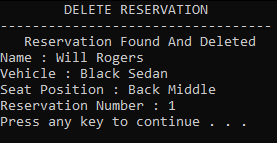 DELETE RESERVATION
----------------------------------
Reservation Found And Deleted
Name : Will Rogers
Vehicle : Black Sedan
Seat Position : Back Middle
Reservation Number : 1
Press any key to continue . . .